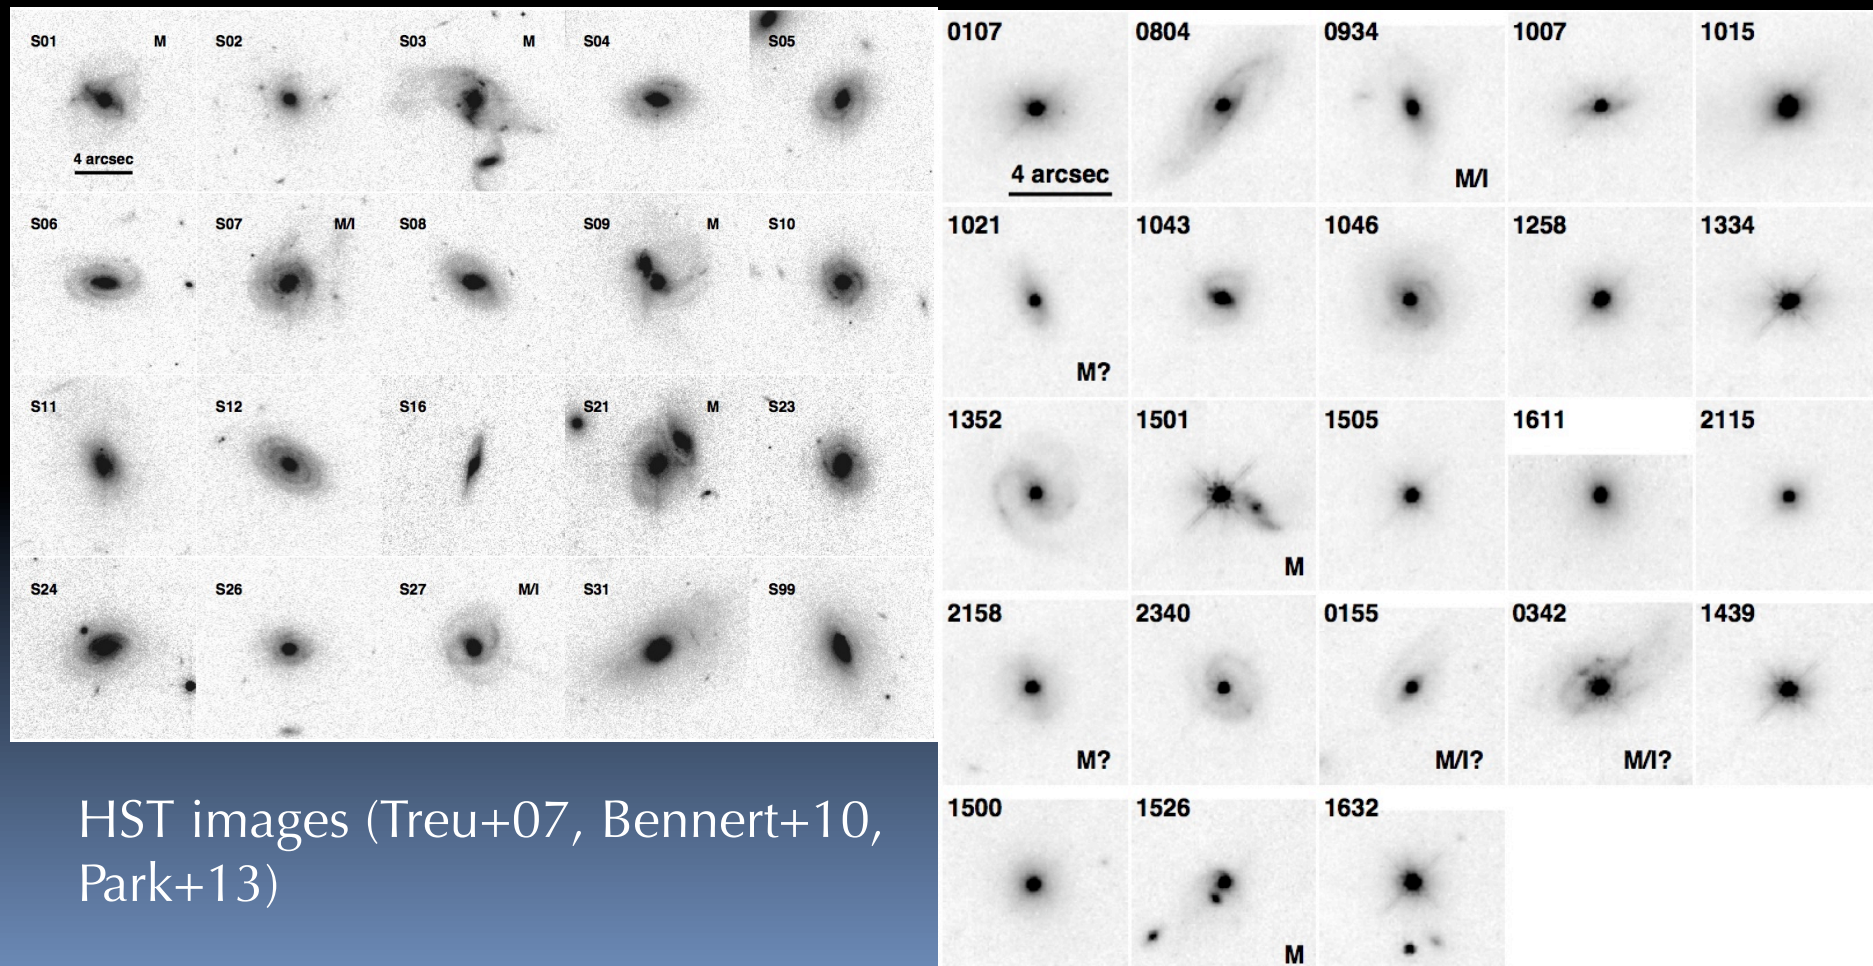 S01 M S02 S03 M S04 S05
4 arcsec
S06 S07 M/I S08 S09 M S10
S11 S12 S16 S21 M S23
S24 S26 S27 M/I S31 S99
HST images (Treu+07, Bennert+10,
Park+13)
0107 0804 0934 1007 1015
4 arcsec M/I
1021 1043 1046 1258 1334
M?
1352 1501 1505 1611 2115
M
2158 2340 0155 0342 1439
M? M/I? M/I?
1500 1526 1632
M